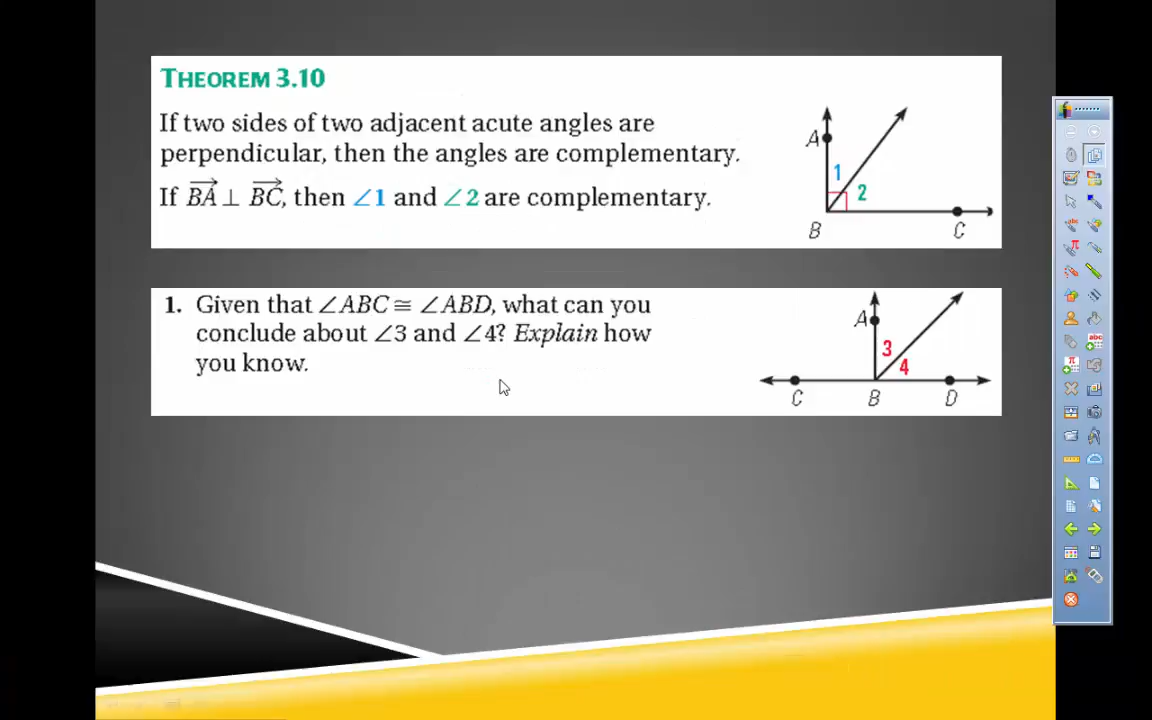 THEOREM 3.10
If two sides of two adjacent acute angles are
perpendicular, then the angles are complementary.
If BA ⊥ BC, then ∠1 and ∠2 are complementary.
A
1
2
B
C
1. Given that ∠ABC ≅ ∠ABD, what can you
conclude about ∠3 and ∠4? Explain how
you know.
A
3
4
C
B
D